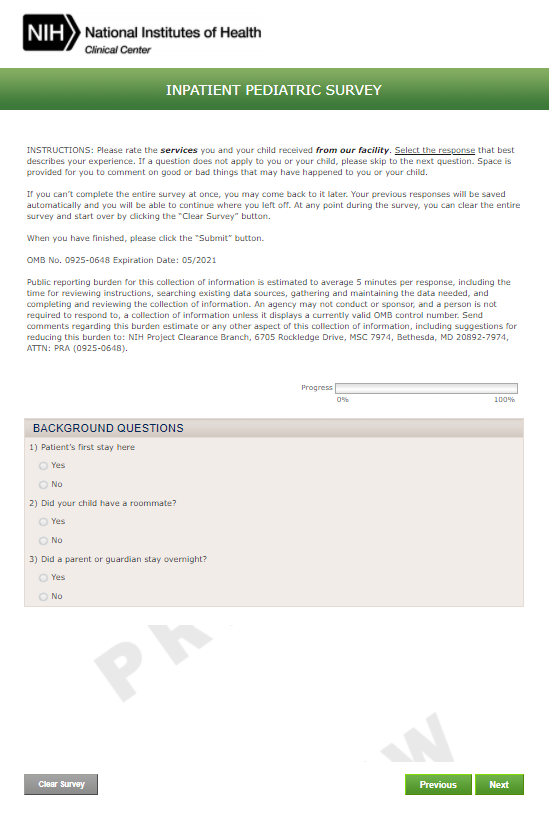 NIH National Institutes of Health
Clinical Center
INPATIENT PEDIATRIC SURVEY
INSTRUCTIONS: Please rate the services you and your child received from our facility. Select the response that best
describes your experience. If a question does not apply to you or your child, please skip to the next question. Space is
provided for you to comment on good or bad things that may have happened to you or your child.
If you can't complete the entire survey at once, you may come back to it later. Your previous responses will be saved
automatically and you will be able to continue where you left off. At any point during the survey, you can clear the entire
survey and start over by clicking the "Clear Survey" button.
When you have finished, please click the "Submit" button.
OMB No. 0925-0648 Expiration Date: 05/2021
Public reporting burden for this collection of information is estimated to average 5 minutes per response, including the
time for reviewing instructions, searching existing data sources, gathering and maintaining the data needed, and
completing and reviewing the collection of information. An agency may not conduct or sponsor, and a person is not
required to respond to, a collection of information unless it displays a currently valid OMB control number. Send
comments regarding this burden estimate or any other aspect of this collection of information, including suggestions for
reducing this burden to: NIH Project Clearance Branch, 6705 Rockledge Drive, MSC 7974, Bethesda, MD 20892-7974,
ATTN: PRA (0925-0648).
Progress
0% 100%
BACKGROUND QUESTIONS
1) Patient's first stay here
Yes
No
2) Did your child have a roommate?
Yes
No
3) Did a parent or guardian stay overnight?
Yes
No
P R
W
Clear Survey Previous Next